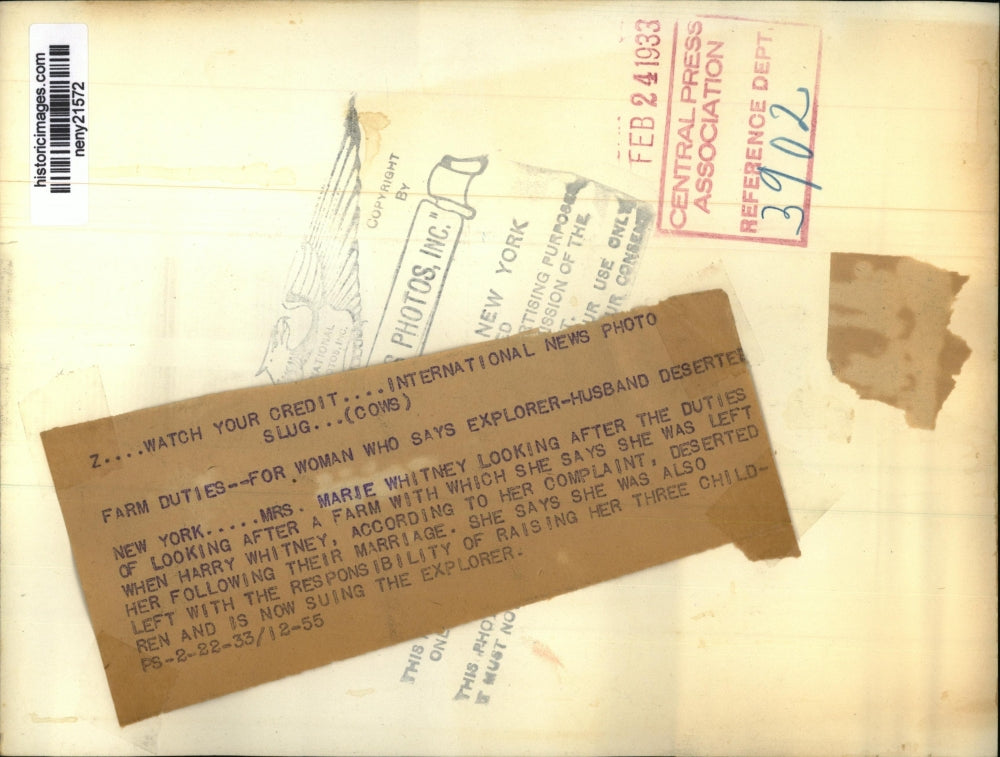 historicimages.com
neny21572
FEB 24 1933
CENTRAL PRESS
ASSOCIATION
REFERENCE DEPT.
3902
COPYRIGHT
BY
PHOTOS, INC."
NEW YORK
USE ONLY
CONSENT
Z....WATCH YOUR CREDIT....INTERNATIONAL NEWS PHOTO
SLUG...(COWS)
FARM DUTIES--FOR WOMAN WHO SAYS EXPLORER-HUSBAND DESERTED
NEW YORK.....MRS. MARIE WHITNEY LOOKING AFTER THE DUTIES
OF LOOKING AFTER A FARM WITH WHICH SHE SAYS SHE WAS LEFT
WHEN HARRY WHITNEY, ACCORDING TO HER COMPLAINT, DESERTED
HER FOLLOWING THEIR MARRIAGE. SHE SAYS SHE WAS ALSO
LEFT WITH THE RESPONSIBILITY OF RAISING HER THREE CHILD-
REN AND IS NOW SUING THE EXPLORER.
PS-2-22-33/12-55
THIS
ONL
THIS PHO
IT MUST NO